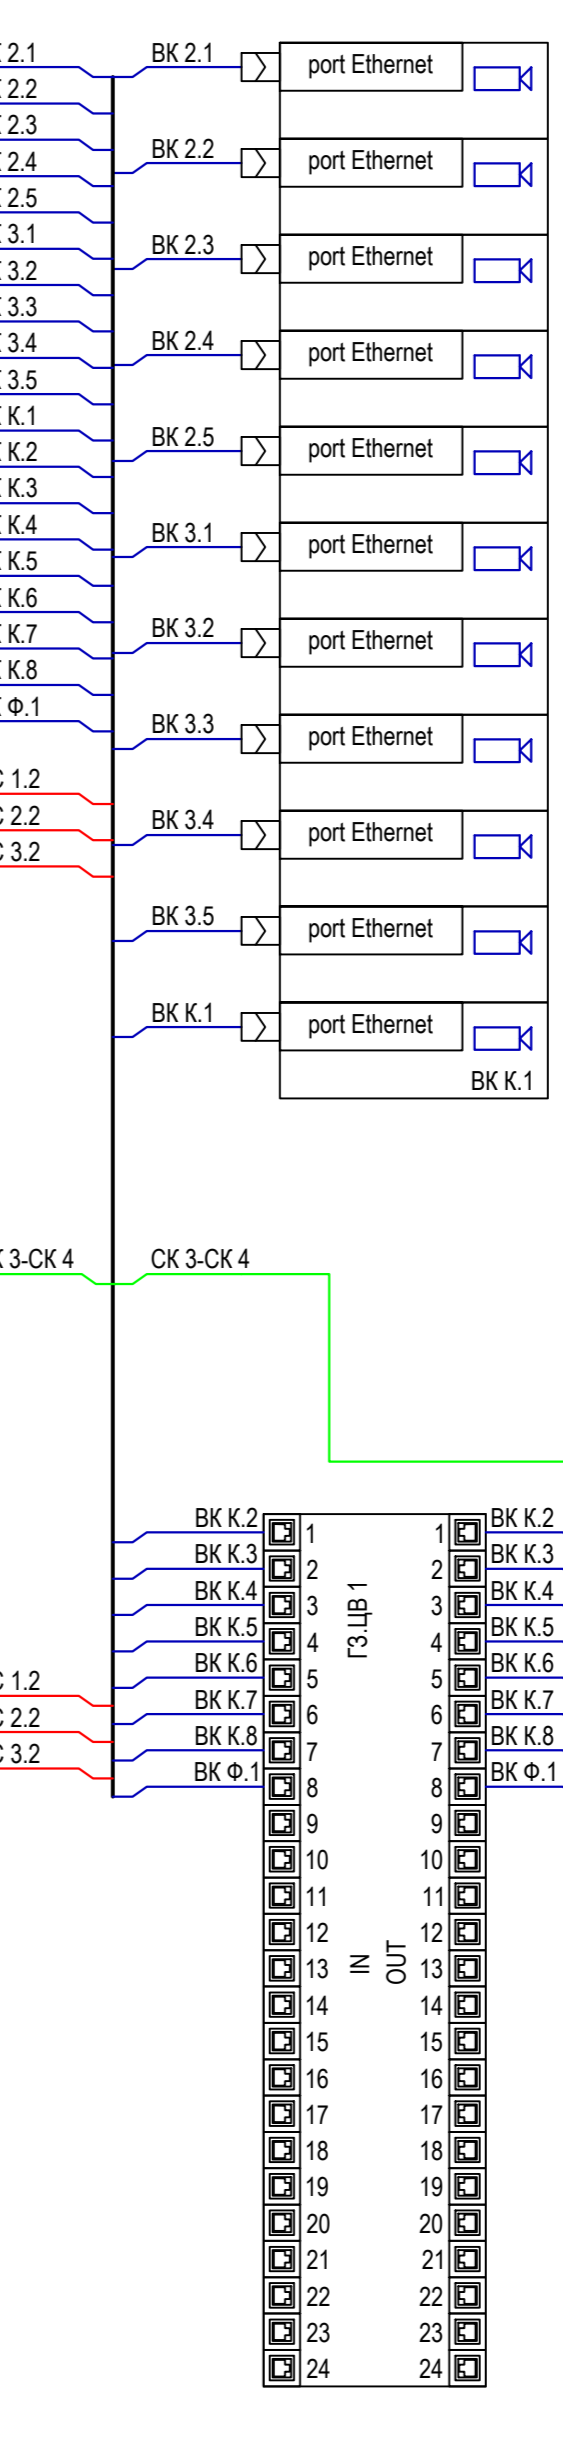 2.1
2.2
2.3
2.4
2.5
3.1
3.2
3.3
3.4
3.5
К.1
К.2
К.3
К.4
К.5
К.6
К.7
К.8
Ф.1
1.2
2.2
3.2
ВК 2.1
port Ethernet
ВК 2.2
port Ethernet
ВК 2.3
port Ethernet
ВК 2.4
port Ethernet
ВК 2.5
port Ethernet
ВК 3.1
port Ethernet
ВК 3.2
port Ethernet
ВК 3.3
port Ethernet
ВК 3.4
port Ethernet
ВК 3.5
port Ethernet
ВК К.1
port Ethernet
ВК К.1
К 3-СК 4
СК 3-СК 4
1.2
2.2
3.2
ВК К.2
ВК К.3
ВК К.4
ВК К.5
ВК К.6
ВК К.7
ВК К.8
ВК Ф.1
1
2
3
4
5
6
7
8
9
10
11
12
13
14
15
16
17
18
19
20
21
22
23
24
ГЗ.ЦВ 1
IN
OUT
1
2
3
4
5
6
7
8
9
10
11
12
13
14
15
16
17
18
19
20
21
22
23
24
ВК К.2
ВК К.3
ВК К.4
ВК К.5
ВК К.6
ВК К.7
ВК К.8
ВК Ф.1